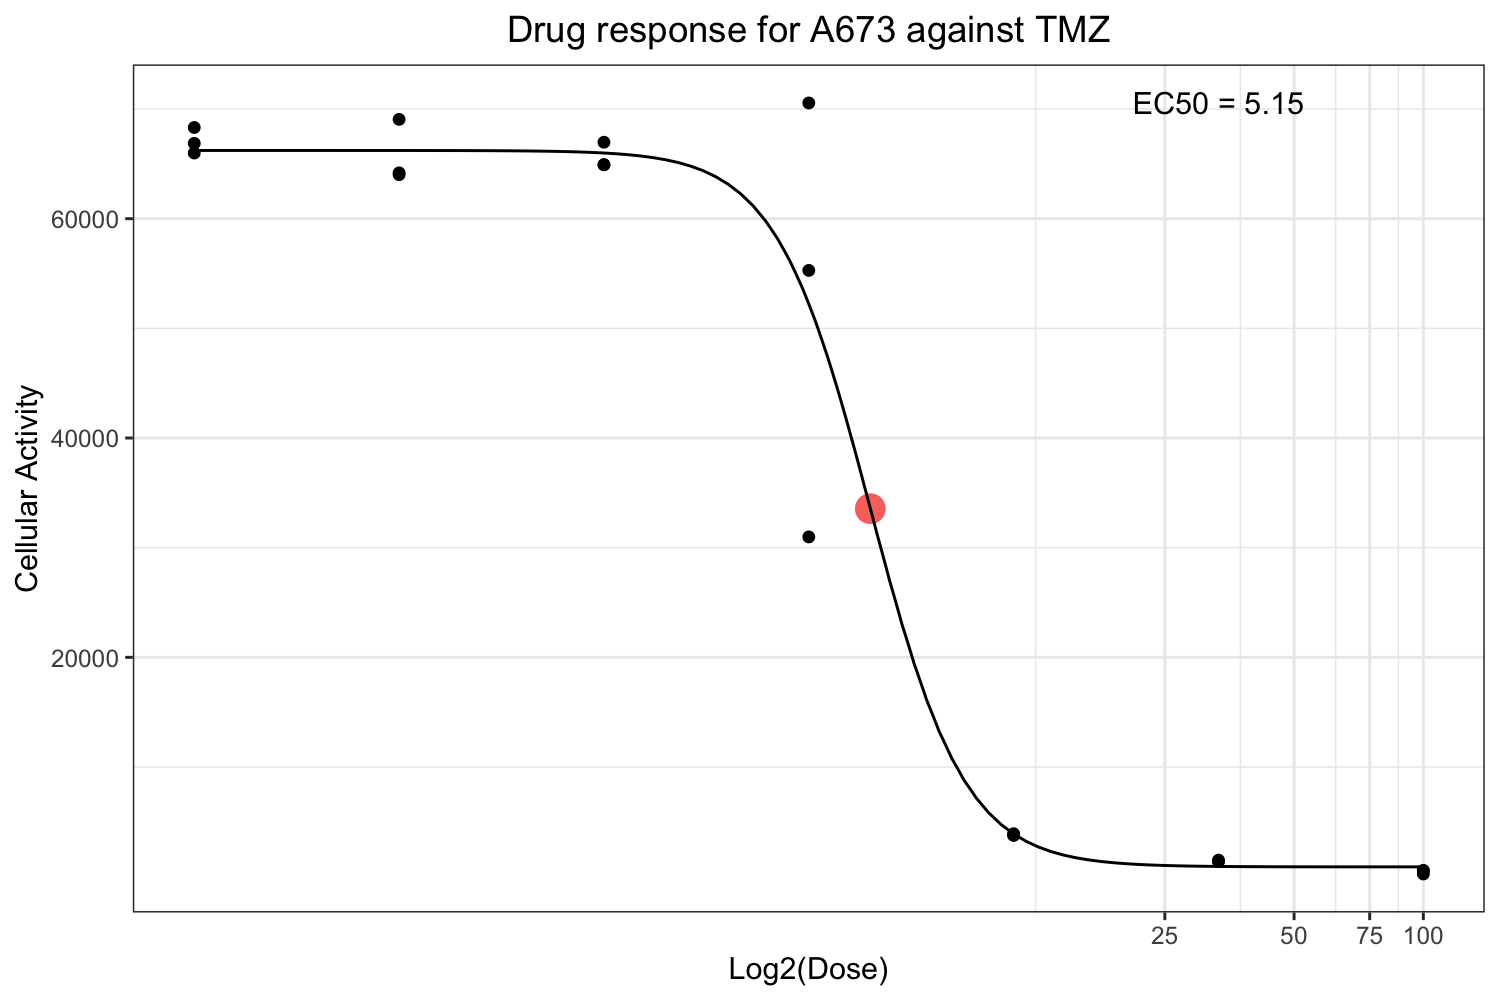 Drug response for A673 against TMZ
EC50 = 5.15
60000
40000
20000
Cellular Activity
25 50 75 100
Log2(Dose)